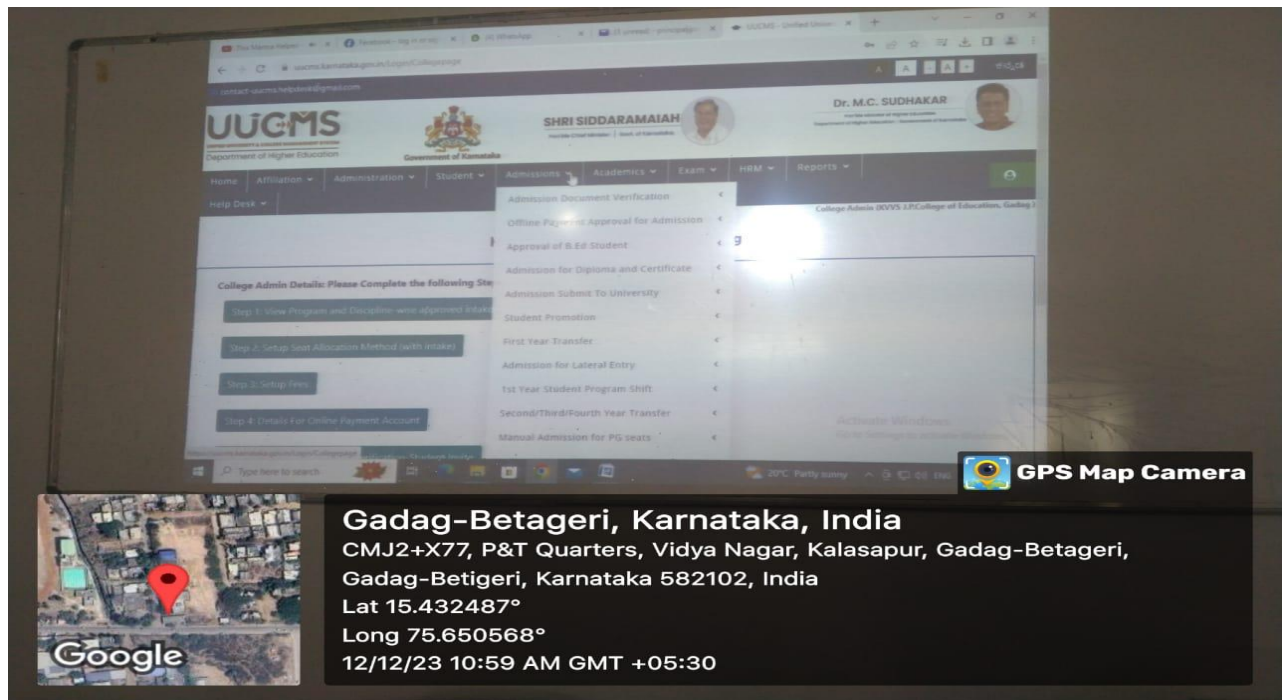 uucms.karnataka.gov.in/Login/Collegepage
contact-uucms.helpdesk@gmail.com
A A - A +
UUCMS
Department of Higher Education
Government of Karnataka
SHRI SIDDARAMAIAH
Dr. M.C. SUDHAKAR
Home Affiliation Administration Student Admissions Academics Exam HRM Reports
Help Desk
Admission Document Verification
Offline Payment Approval for Admission
Approval of B.Ed Student
Admission for Diploma and Certificate
Admission Submit To University
Student Promotion
First Year Transfer
Admission for Lateral Entry
1st Year Student Program Shift
Second/Third/Fourth Year Transfer
Manual Admission for PG seats
College Admin Details: Please Complete the following
Step 1: View Program and Discipline-wise approved Intake
Step 2: Setup Seat Allocation Method (with intake)
Step 3: Setup Fees
Step 4: Details For Online Payment Account
Activate Windows
Type here to search
20°C Partly sunny
GPS Map Camera
Gadag-Betageri, Karnataka, India
CMJ2+X77, P&T Quarters, Vidya Nagar, Kalasapur, Gadag-Betageri,
Gadag-Betigeri, Karnataka 582102, India
Lat 15.432487°
Long 75.650568°
12/12/23 10:59 AM GMT +05:30
Google